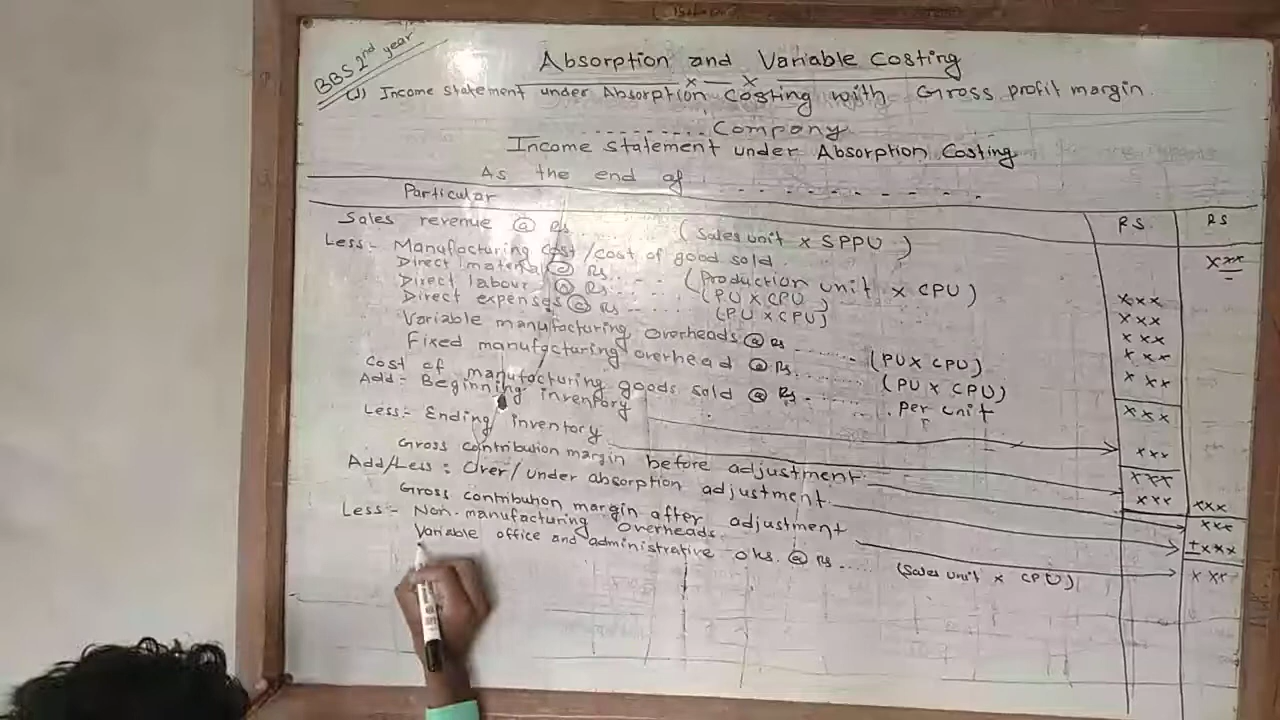 BBS 2nd year
Absorption and Variable Costing
x — x
(1) Income statement under Absorption Costing with Gross profit margin.
.......... Company
Income statement under Absorption Costing
As the end of ..........
Particular RS. RS
Sales revenue @ Rs ........ (Sales unit x SPPU) xxx
Less:- Manufacturing Cost / cost of good sold
Direct material @ Rs. .... (Production unit x CPU) xxx
Direct labour @ Rs .... (PU x CPU) xxx
Direct expenses @ Rs .... (PU x CPU) xxx
Variable manufacturing overheads @ Rs ........ (PU x CPU) xxx
Fixed manufacturing overhead @ Rs. ........ (PU x CPU) xxx
Cost of manufacturing goods sold @ Rs. ........ per unit xxx
Add:- Beginning inventory xxx
xxx
Less:- Ending inventory xxx xxx
Gross contribution margin before adjustment xxx
Add/Less: Over/under absorption adjustment ±xxx
Gross contribution margin after adjustment xxx
Less:- Non-manufacturing overheads.
Variable office and administrative ohs. @ Rs ..... (Sales unit x CPU)